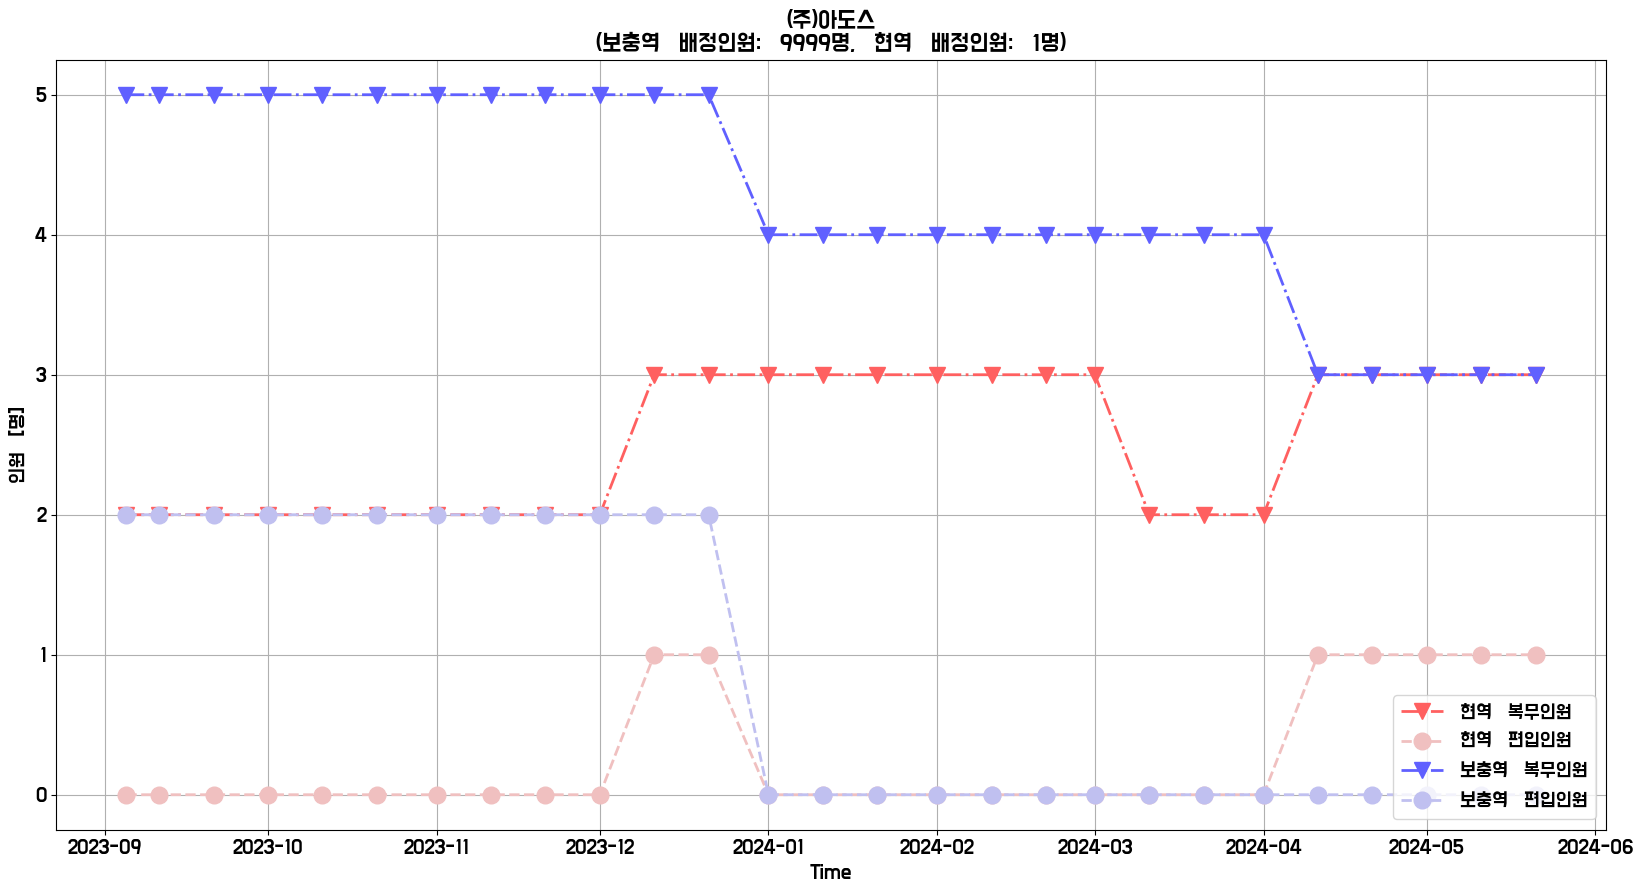 (주)아도스
(보충역 배정인원: 9999명, 현역 배정인원: 1명)
5
4
3
2
1
0
인원 [명]
현역 복무인원
현역 편입인원
보충역 복무인원
보충역 편입인원
2023-09 2023-10 2023-11 2023-12 2024-01 2024-02 2024-03 2024-04 2024-05 2024-06
Time